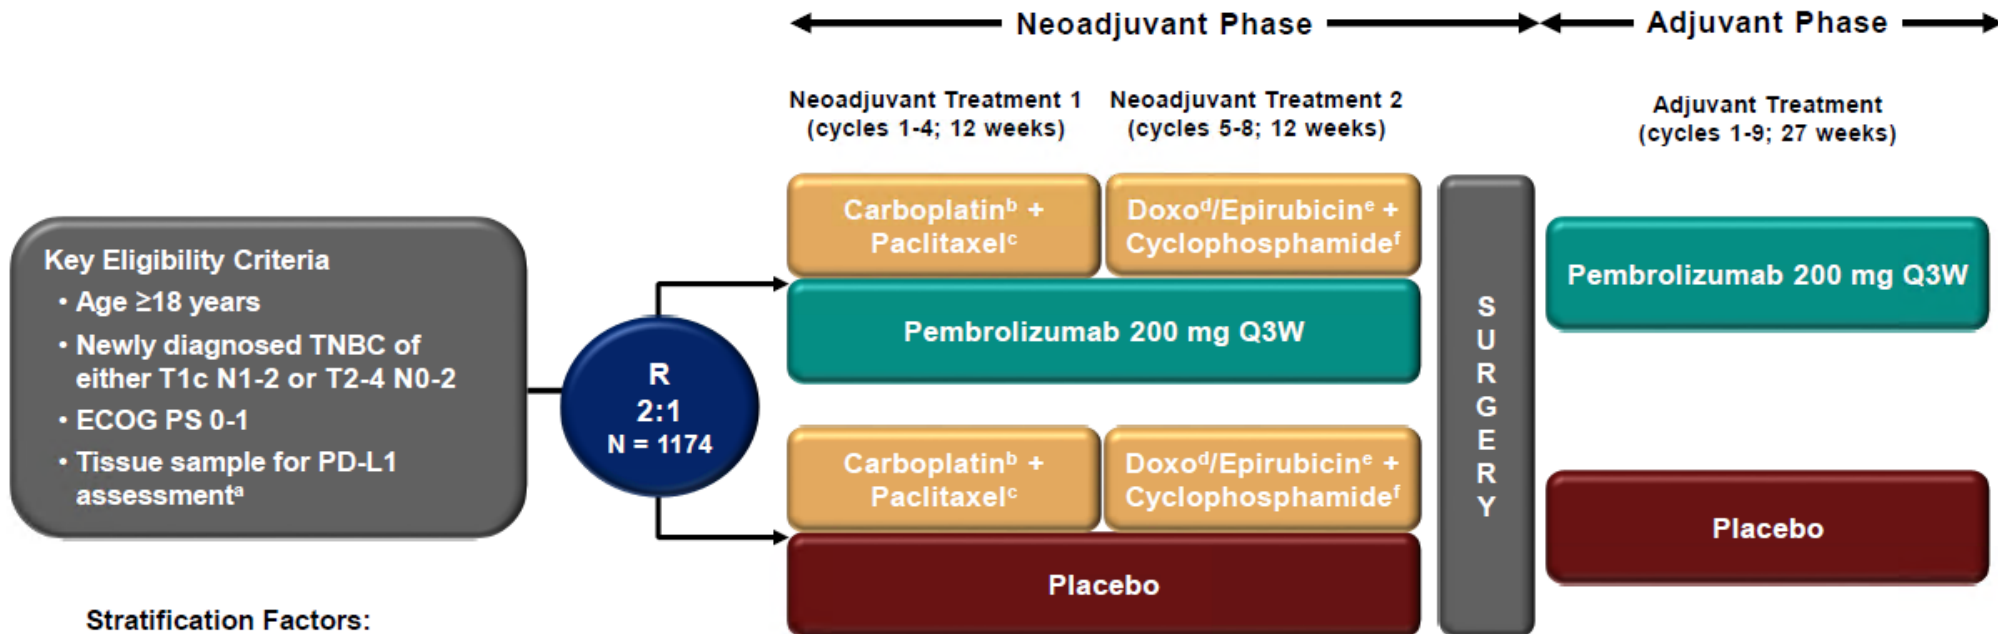 Neoadjuvant Phase
Adjuvant Phase
Neoadjuvant Treatment 1
(cycles 1-4; 12 weeks)
Neoadjuvant Treatment 2
(cycles 5-8; 12 weeks)
Adjuvant Treatment
(cycles 1-9; 27 weeks)
Key Eligibility Criteria
• Age ≥18 years
• Newly diagnosed TNBC of
either T1c N1-2 or T2-4 N0-2
• ECOG PS 0-1
• Tissue sample for PD-L1
assessmentᵃ
R
2:1
N = 1174
Carboplatinᵇ +
Paclitaxelᶜ
Doxoᵈ/Epirubicinᵉ +
Cyclophosphamideᶠ
Pembrolizumab 200 mg Q3W
Carboplatinᵇ +
Paclitaxelᶜ
Doxoᵈ/Epirubicinᵉ +
Cyclophosphamideᶠ
Placebo
SURGERY
Pembrolizumab 200 mg Q3W
Placebo
Stratification Factors: